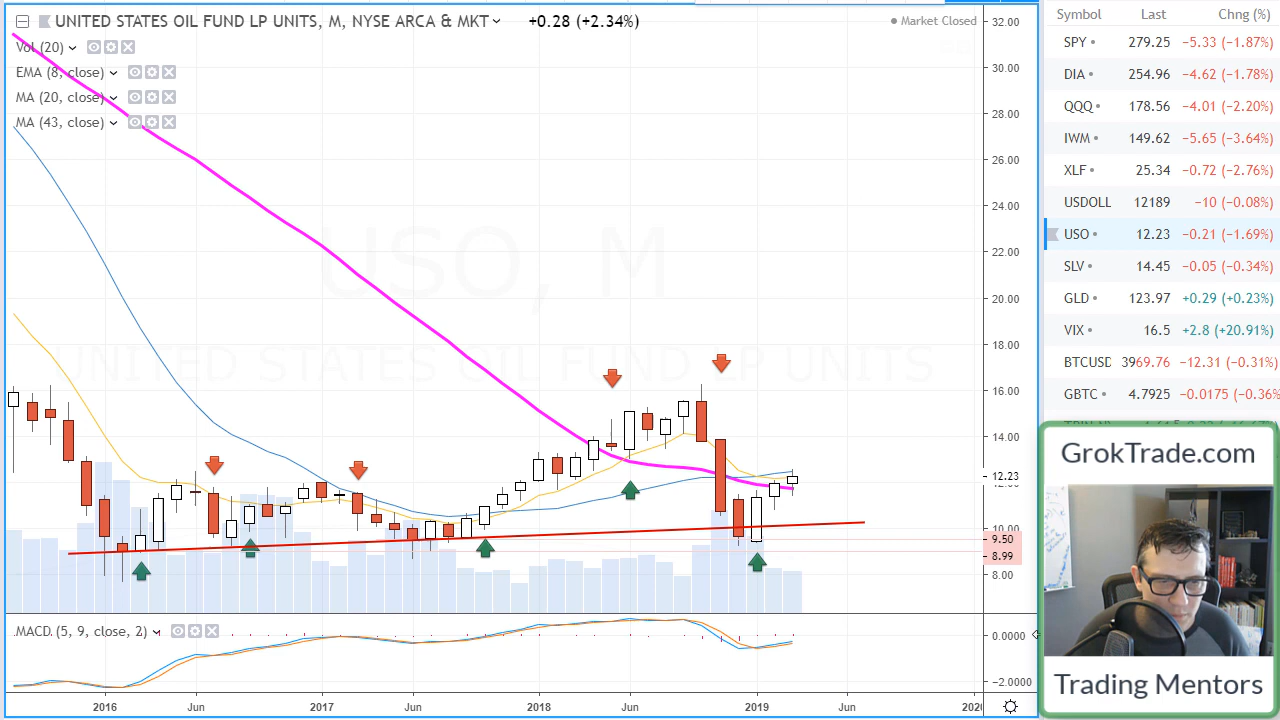 UNITED STATES OIL FUND LP UNITS, M, NYSE ARCA & MKT +0.28 (+2.34%)
Market Closed
Vol (20)
EMA (8, close)
MA (20, close)
MA (43, close)
USO, M
UNITED STATES OIL FUND LP UNITS
32.00
30.00
28.00
26.00
24.00
22.00
20.00
18.00
16.00
14.00
12.23
10.00
9.50
8.99
8.00
MACD (5, 9, close, 2)
0.0000
−2.0000
2016 Jun 2017 Jun 2018 Jun 2019 Jun
Symbol Last Chng (%)
SPY 279.25 −5.33 (−1.87%)
DIA 254.96 −4.62 (−1.78%)
QQQ 178.56 −4.01 (−2.20%)
IWM 149.62 −5.65 (−3.64%)
XLF 25.34 −0.72 (−2.76%)
USDOLL 12189 −10 (−0.08%)
USO 12.23 −0.21 (−1.69%)
SLV 14.45 −0.05 (−0.34%)
GLD 123.97 +0.29 (+0.23%)
VIX 16.5 +2.8 (+20.91%)
BTCUSD 3969.76 −12.31 (−0.31%)
GBTC 4.7925 −0.0175 (−0.36%
GrokTrade.com
Trading Mentors